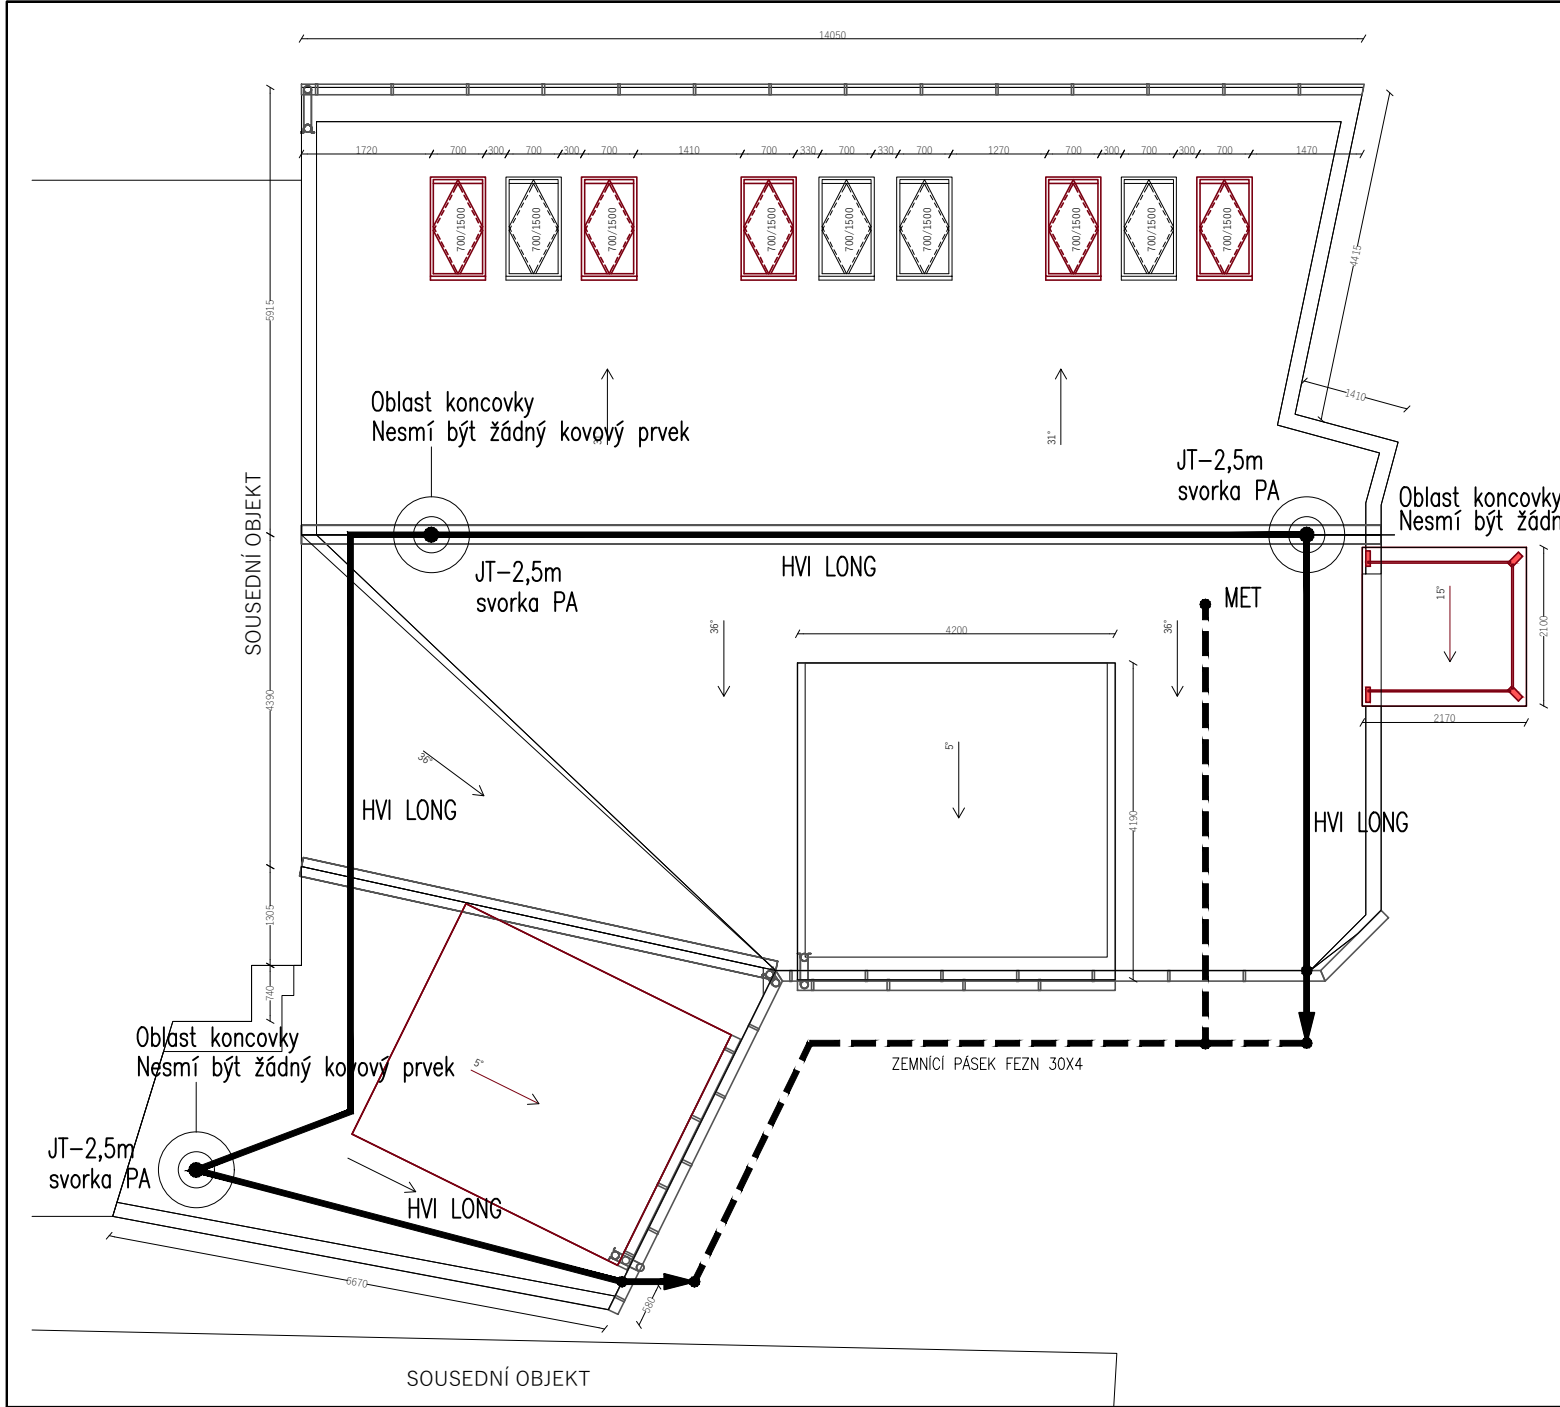 14050
1720 700 300 700 300 700 1410 700 330 700 330 700 1270 700 300 700 300 700 1470
700/1500 700/1500 700/1500 700/1500 700/1500 700/1500 700/1500 700/1500 700/1500
5915
4415
1410
Oblast koncovky
Nesmí být žádný kovový prvek
31°
JT-2,5m
svorka PA
Oblast koncovky
Nesmí být žádn
SOUSEDNÍ OBJEKT
HVI LONG
JT-2,5m
svorka PA
MET
15°
2100
2170
36°
36°
4200
4390
36°
5°
HVI LONG
4190
HVI LONG
1305
740
Oblast koncovky
Nesmí být žádný kovový prvek
5°
ZEMNÍCÍ PÁSEK FEZN 30X4
JT-2,5m
svorka PA
HVI LONG
6670
580
SOUSEDNÍ OBJEKT